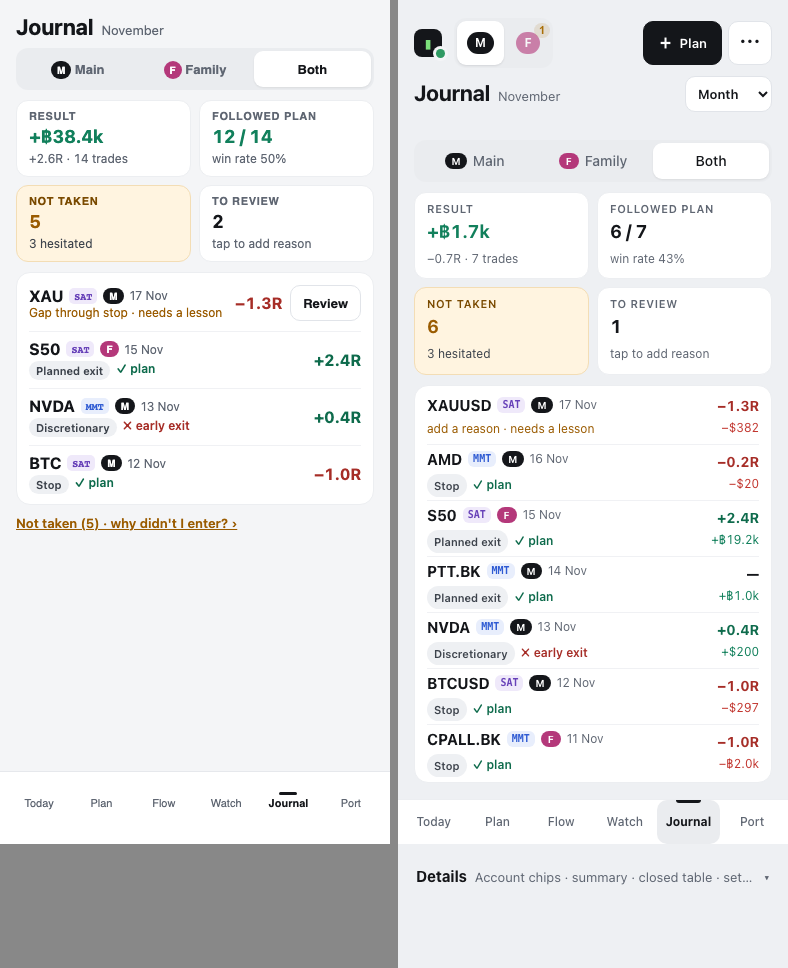 Journal November
M Main F Family Both
RESULT
+฿38.4k
+2.6R · 14 trades
FOLLOWED PLAN
12 / 14
win rate 50%
NOT TAKEN
5
3 hesitated
TO REVIEW
2
tap to add reason
XAU SAT M 17 Nov
Gap through stop · needs a lesson
−1.3R Review
S50 SAT F 15 Nov
Planned exit ✓ plan
+2.4R
NVDA MMT M 13 Nov
Discretionary ✕ early exit
+0.4R
BTC SAT M 12 Nov
Stop ✓ plan
−1.0R
Not taken (5) · why didn't I enter? ›
Today Plan Flow Watch Journal Port
M F 1 + Plan ···
Journal November Month
M Main F Family Both
RESULT
+฿1.7k
−0.7R · 7 trades
FOLLOWED PLAN
6 / 7
win rate 43%
NOT TAKEN
6
3 hesitated
TO REVIEW
1
tap to add reason
XAUUSD SAT M 17 Nov −1.3R
add a reason · needs a lesson −$382
AMD MMT M 16 Nov −0.2R
Stop ✓ plan −$20
S50 SAT F 15 Nov +2.4R
Planned exit ✓ plan +฿19.2k
PTT.BK MMT M 14 Nov —
Planned exit ✓ plan +฿1.0k
NVDA MMT M 13 Nov +0.4R
Discretionary ✕ early exit +$200
BTCUSD SAT M 12 Nov −1.0R
Stop ✓ plan −$297
CPALL.BK MMT F 11 Nov −1.0R
Stop ✓ plan −฿2.0k
Today Plan Flow Watch Journal Port
Details Account chips · summary · closed table · set... ▾